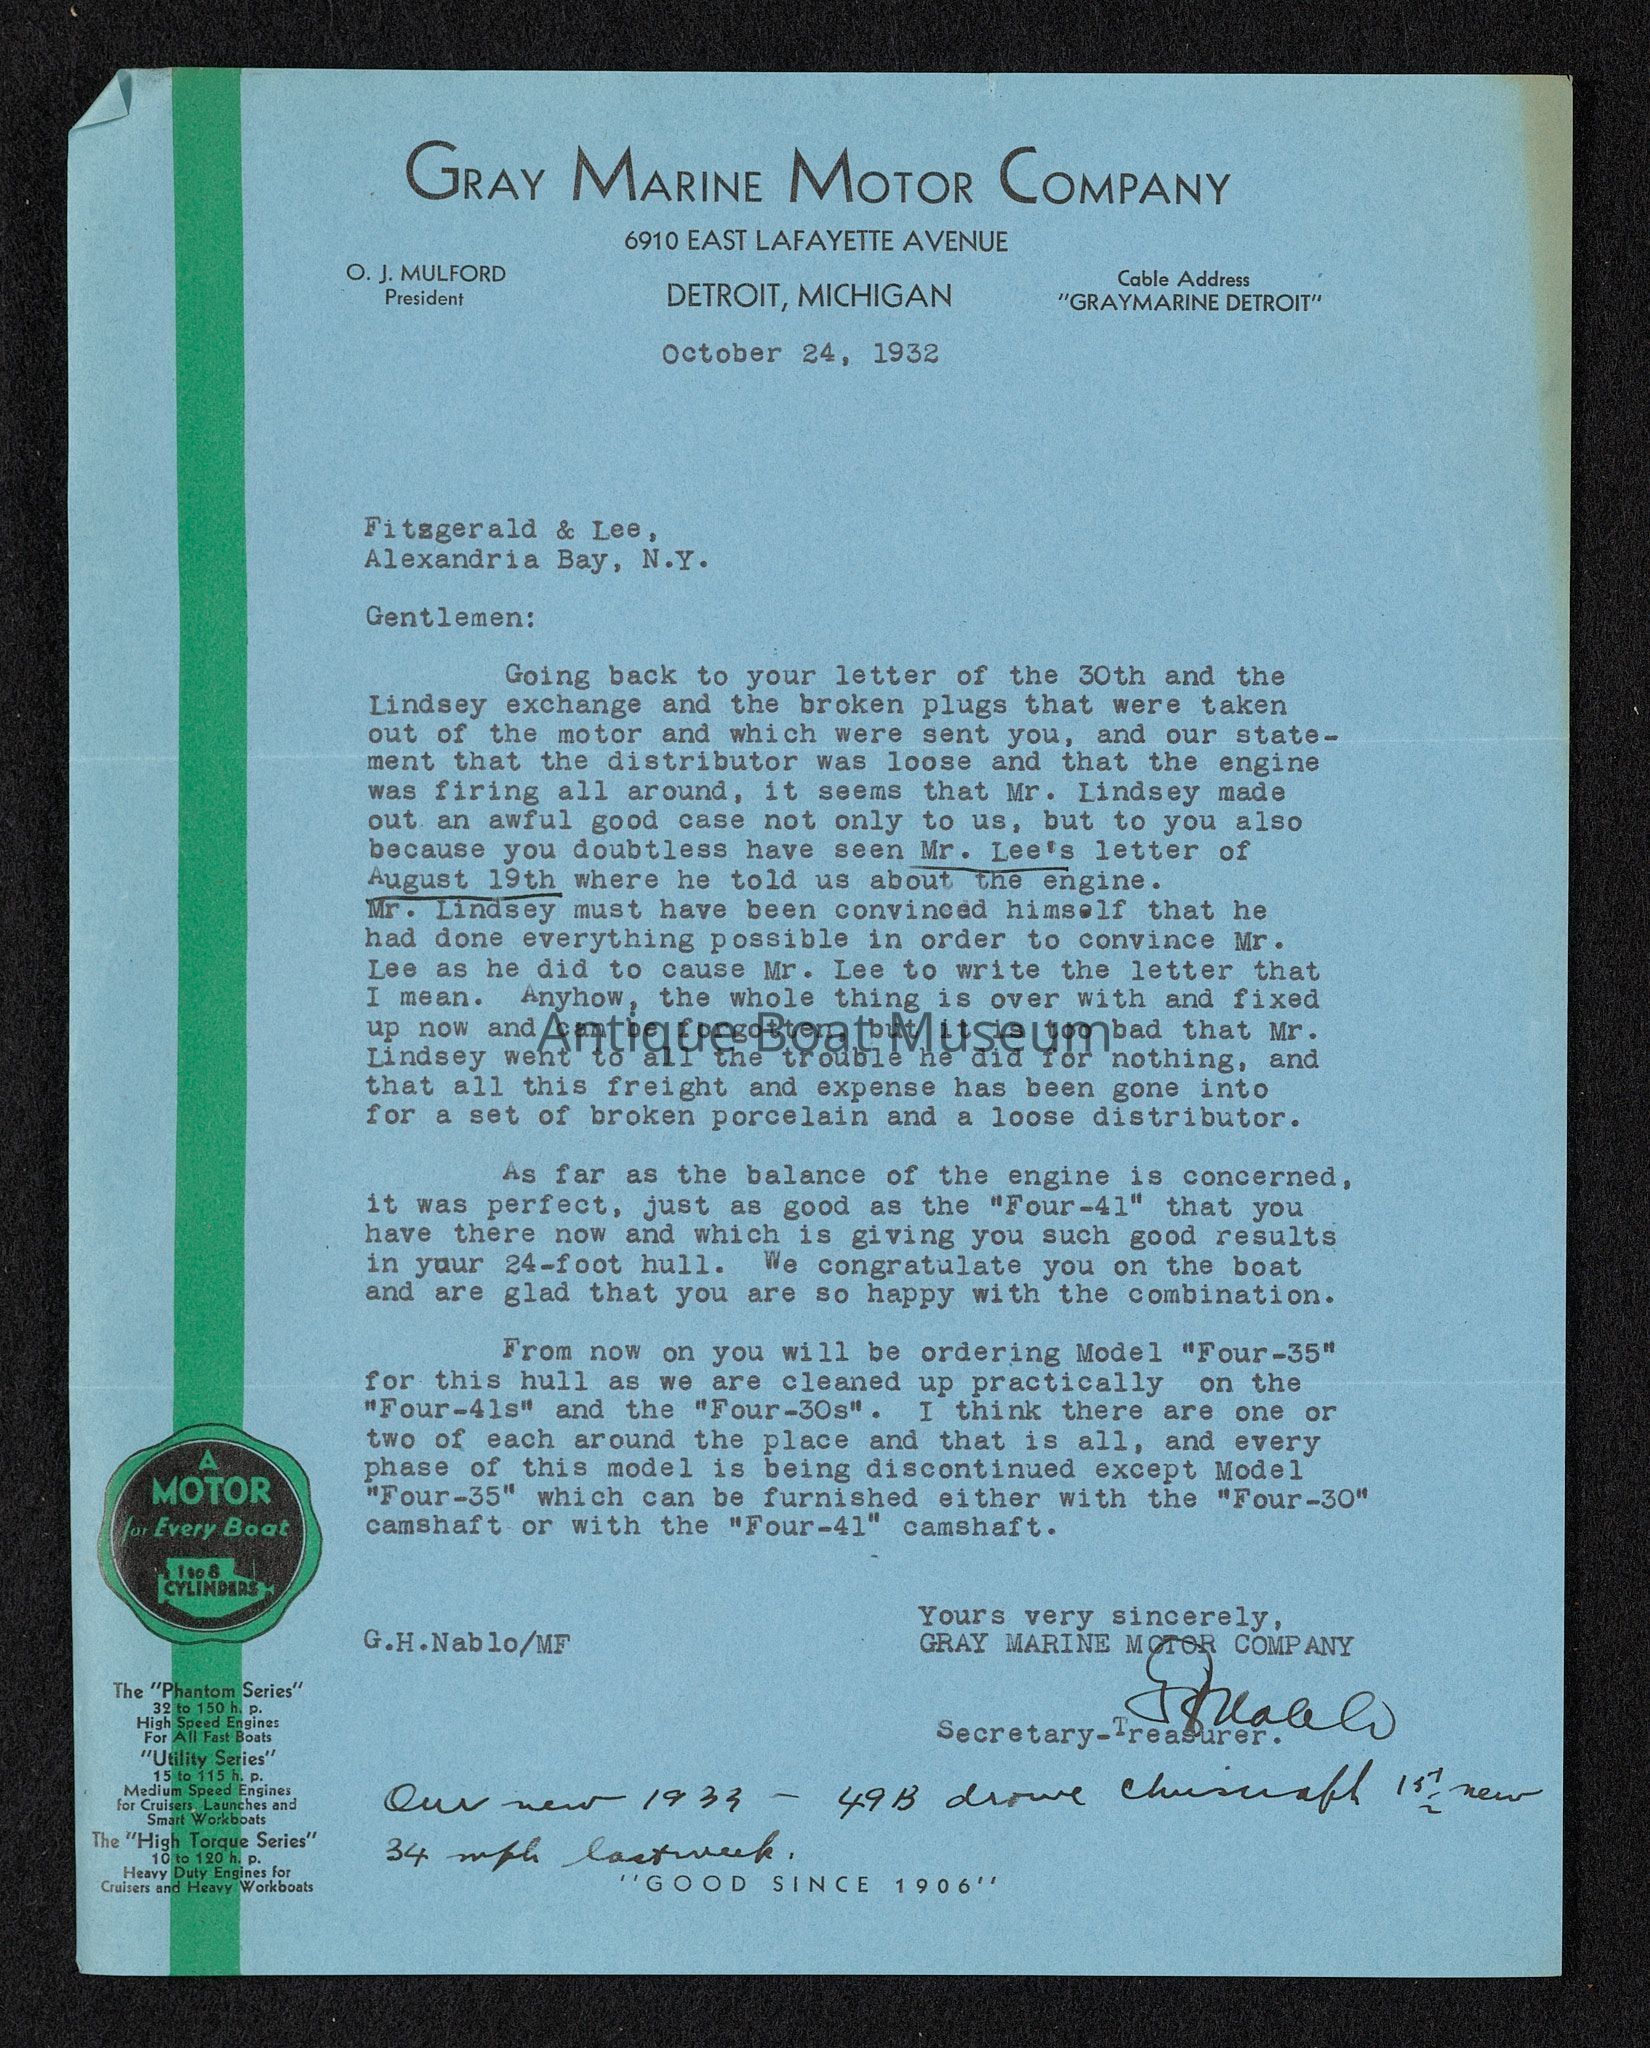 GRAY MARINE MOTOR COMPANY
6910 EAST LAFAYETTE AVENUE
O. J. MULFORD
President
DETROIT, MICHIGAN
Cable Address
"GRAYMARINE DETROIT"
October 24, 1932
Fitzgerald & Lee,
Alexandria Bay, N.Y.
Gentlemen:
Going back to your letter of the 30th and the
Lindsey exchange and the broken plugs that were taken
out of the motor and which were sent you, and our state-
ment that the distributor was loose and that the engine
was firing all around, it seems that Mr. Lindsey made
out an awful good case not only to us, but to you also
because you doubtless have seen Mr. Lee's letter of
August 19th where he told us about the engine.
Mr. Lindsey must have been convinced himself that he
had done everything possible in order to convince Mr.
Lee as he did to cause Mr. Lee to write the letter that
I mean. Anyhow, the whole thing is over with and fixed
up now and can be forgotten, but it is too bad that Mr.
Lindsey went to all the trouble he did for nothing, and
that all this freight and expense has been gone into
for a set of broken porcelain and a loose distributor.
Antique Boat Museum
As far as the balance of the engine is concerned,
it was perfect, just as good as the "Four-41" that you
have there now and which is giving you such good results
in your 24-foot hull. We congratulate you on the boat
and are glad that you are so happy with the combination.
From now on you will be ordering Model "Four-35"
for this hull as we are cleaned up practically on the
"Four-41s" and the "Four-30s". I think there are one or
two of each around the place and that is all, and every
phase of this model is being discontinued except Model
"Four-35" which can be furnished either with the "Four-30"
camshaft or with the "Four-41" camshaft.
Yours very sincerely,
G.H.Nablo/MF
GRAY MARINE MOTOR COMPANY
Nablo
Secretary-Treasurer.
Our new 1933 - 49B drove chriscraft new
34 mph last week.
"GOOD SINCE 1906"
A
MOTOR
for Every Boat
1 to 8
CYLINDERS
The "Phantom Series"
32 to 150 h. p.
High Speed Engines
For All Fast Boats
"Utility Series"
15 to 115 h. p.
Medium Speed Engines
for Cruisers, Launches and
Smart Workboats
The "High Torque Series"
10 to 120 h. p.
Heavy Duty Engines for
Cruisers and Heavy Workboats